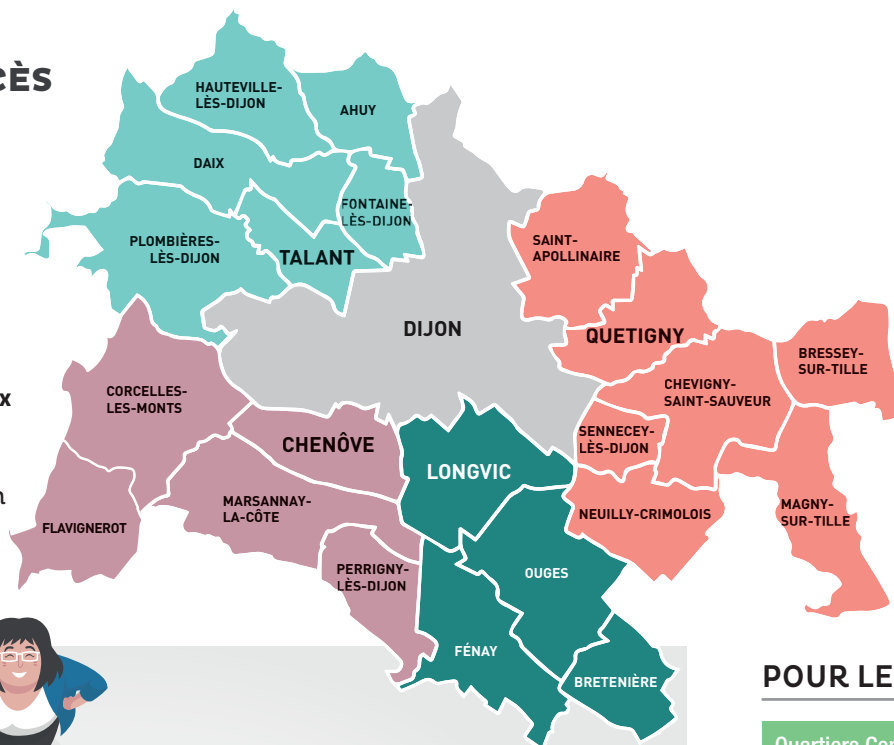 CÈS
HAUTEVILLE-
LÈS-DIJON
AHUY
DAIX
FONTAINE-
LÈS-DIJON
PLOMBIÈRES-
LÈS-DIJON
TALANT
SAINT-
APOLLINAIRE
DIJON
QUETIGNY
BRESSEY-
SUR-TILLE
CHEVIGNY-
SAINT-SAUVEUR
x
CORCELLES-
LES-MONTS
SENNECEY-
LÈS-DIJON
CHENÔVE
LONGVIC
n
MARSANNAY-
LA-CÔTE
FLAVIGNEROT
NEUILLY-CRIMOLOIS
MAGNY-
SUR-TILLE
PERRIGNY-
LÈS-DIJON
OUGES
FÉNAY
BRETENIÈRE
POUR LE